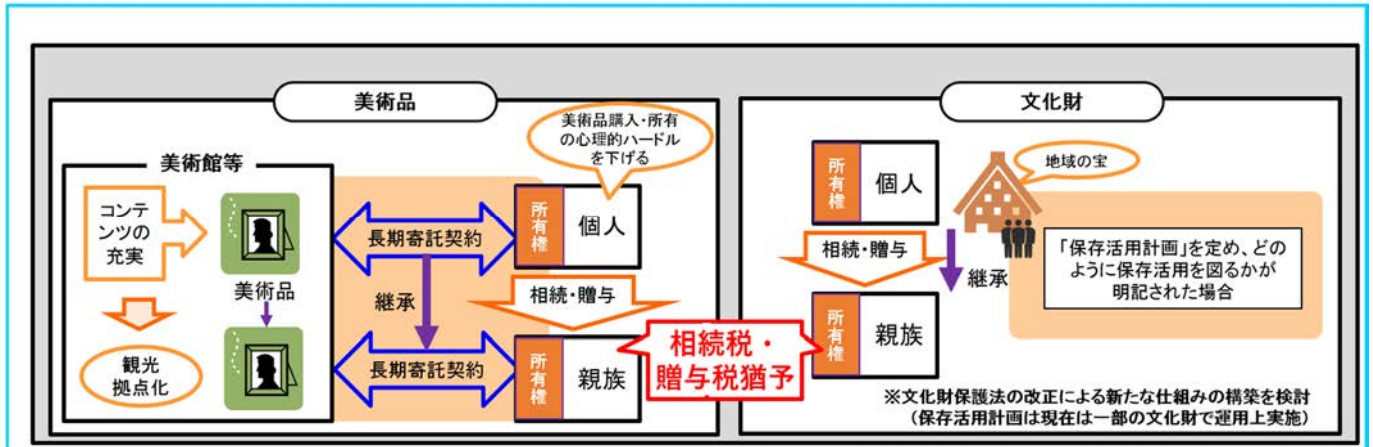 美術品
美術品購入・所有
の心理的ハードル
を下げる
美術館等
コンテ
ンツの
充実
美術品
観光
拠点化
長期寄託契約
継承
長期寄託契約
所有権
個人
相続・贈与
所有権
親族
相続税・
贈与税猶予
文化財
所有権
個人
地域の宝
相続・贈与
継承
所有権
親族
「保存活用計画」を定め、どの
ように保存活用を図るかが
明記された場合
※文化財保護法の改正による新たな仕組みの構築を検討
（保存活用計画は現在は一部の文化財で運用上実施）